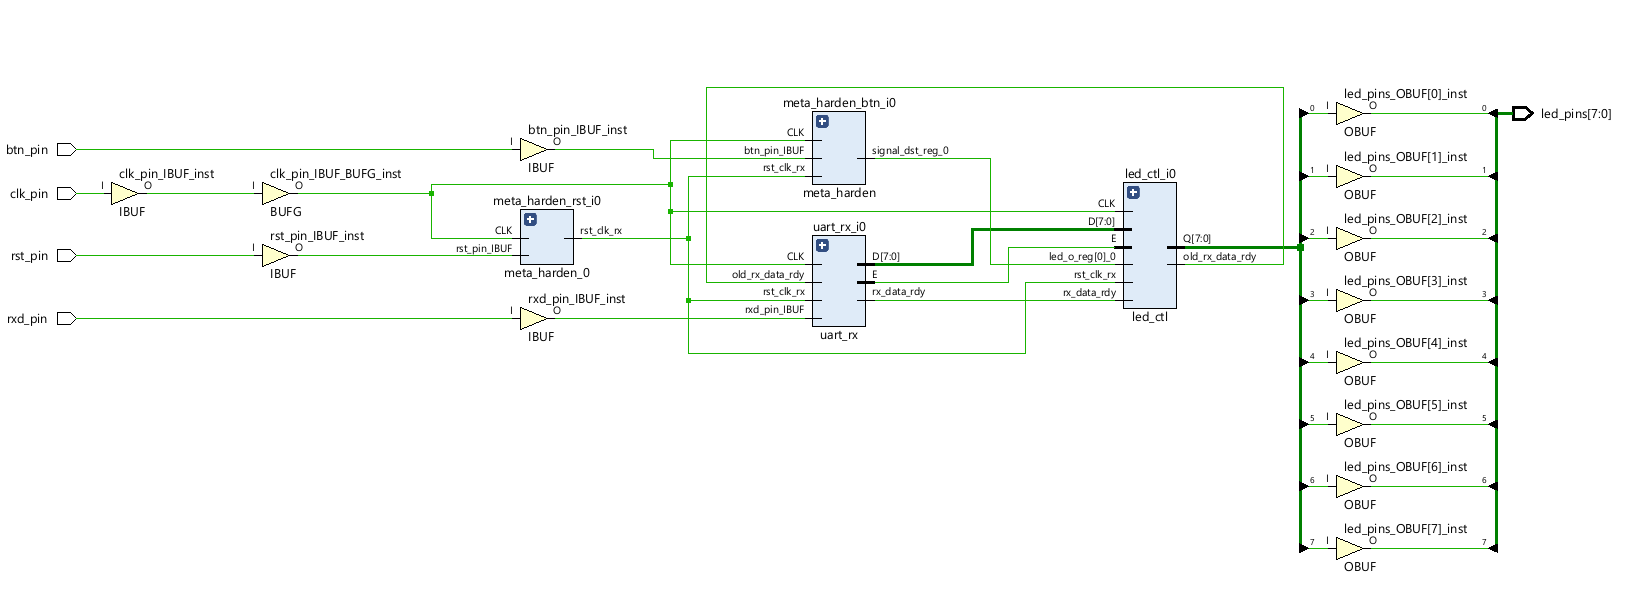 btn_pin
clk_pin
rst_pin
rxd_pin
clk_pin_IBUF_inst
I
O
IBUF
clk_pin_IBUF_BUFG_inst
I
O
BUFG
rst_pin_IBUF_inst
I
O
IBUF
btn_pin_IBUF_inst
I
O
IBUF
meta_harden_rst_i0
CLK
rst_pin_IBUF
rst_clk_rx
meta_harden_0
rxd_pin_IBUF_inst
I
O
IBUF
meta_harden_btn_i0
CLK
btn_pin_IBUF
rst_clk_rx
signal_dst_reg_0
meta_harden
uart_rx_i0
CLK
old_rx_data_rdy
rst_clk_rx
rxd_pin_IBUF
D[7:0]
E
rx_data_rdy
uart_rx
led_ctl_i0
CLK
D[7:0]
E
led_o_reg[0]_0
rst_clk_rx
rx_data_rdy
Q[7:0]
old_rx_data_rdy
led_ctl
led_pins_OBUF[0]_inst
0 I O 0
OBUF
led_pins_OBUF[1]_inst
1 I O 1
OBUF
led_pins_OBUF[2]_inst
2 I O 2
OBUF
led_pins_OBUF[3]_inst
3 I O 3
OBUF
led_pins_OBUF[4]_inst
4 I O 4
OBUF
led_pins_OBUF[5]_inst
5 I O 5
OBUF
led_pins_OBUF[6]_inst
6 I O 6
OBUF
led_pins_OBUF[7]_inst
7 I O 7
OBUF
led_pins[7:0]